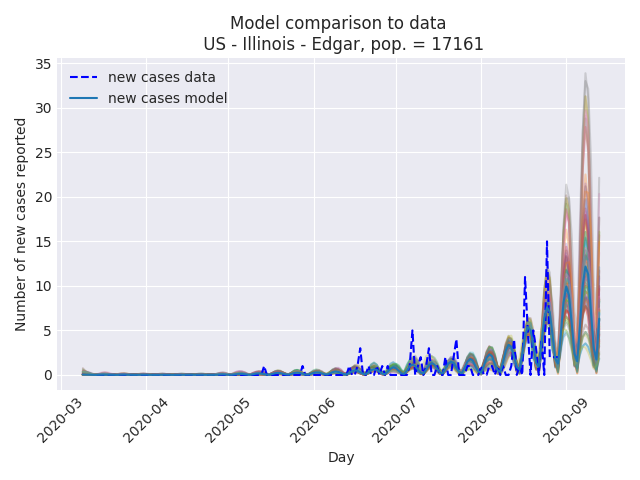 Model comparison to data
US - Illinois - Edgar, pop. = 17161
new cases data
new cases model
Number of new cases reported
35
30
25
20
15
10
5
0
2020-03
2020-04
2020-05
2020-06
2020-07
2020-08
2020-09
Day